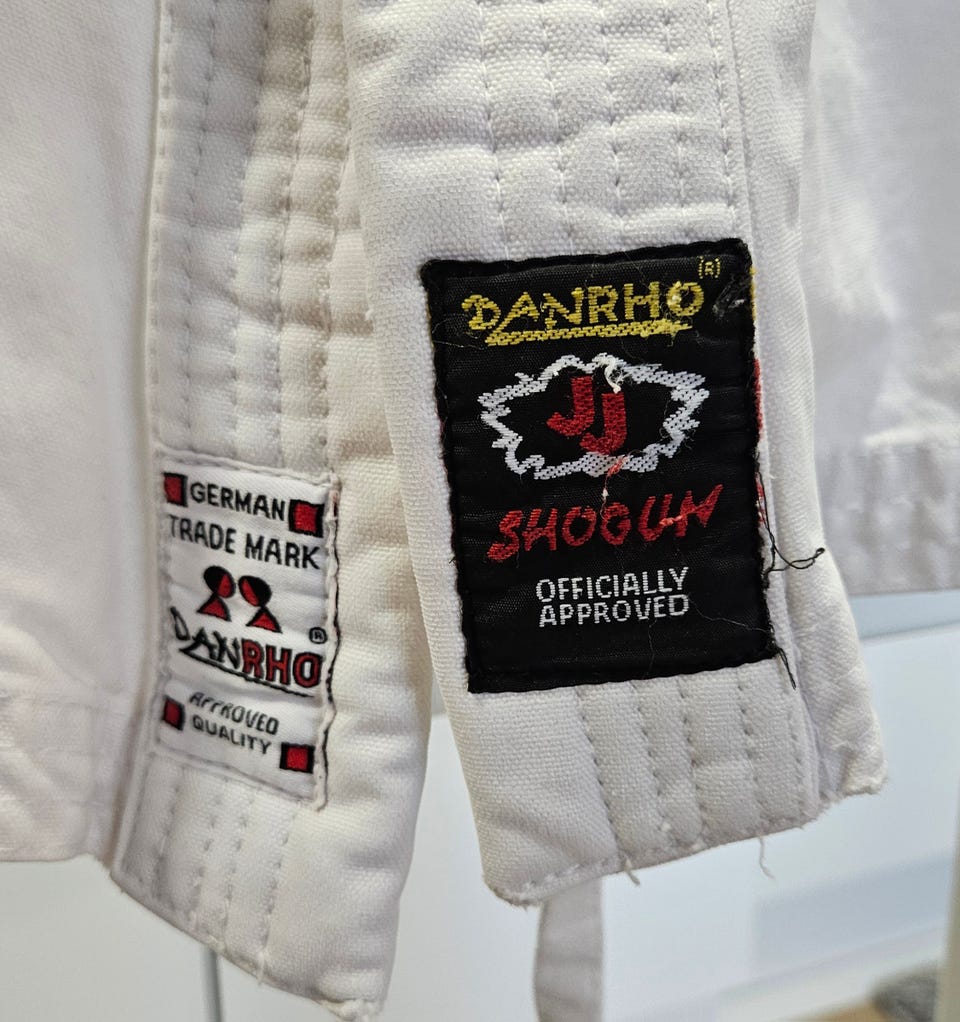 GERMAN
TRADE MARK
DANRHO ®
APPROVED
QUALITY
DANRHO (R)
JJ
SHOGUN
OFFICIALLY
APPROVED